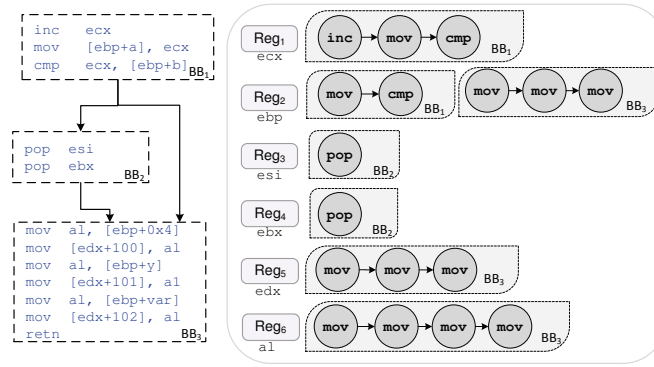 inc ecx
mov [ebp+a], ecx
cmp ecx, [ebp+b]
BB1
pop esi
pop ebx
BB2
mov al, [ebp+0x4]
mov [edx+100], al
mov al, [ebp+y]
mov [edx+101], a1
mov al, [ebp+var]
mov [edx+102], al
retn
BB3
Reg1 inc mov cmp BB1
ecx
Reg2 mov cmp BB1 mov mov mov BB3
ebp
Reg3 pop BB2
esi
Reg4 pop BB2
ebx
Reg5 mov mov mov BB3
edx
Reg6 mov mov mov mov BB3
al